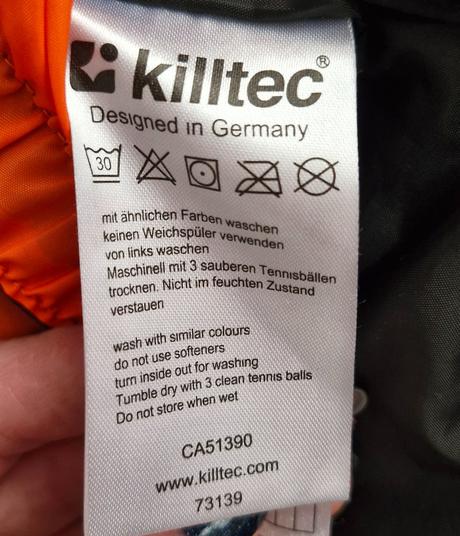 killtec®
Designed in Germany
30
mit ähnlichen Farben waschen
keinen Weichspüler verwenden
von links waschen
Maschinell mit 3 sauberen Tennisbällen
trocknen. Nicht im feuchten Zustand
verstauen
wash with similar colours
do not use softeners
turn inside out for washing
Tumble dry with 3 clean tennis balls
Do not store when wet
CA51390
www.killtec.com
73139